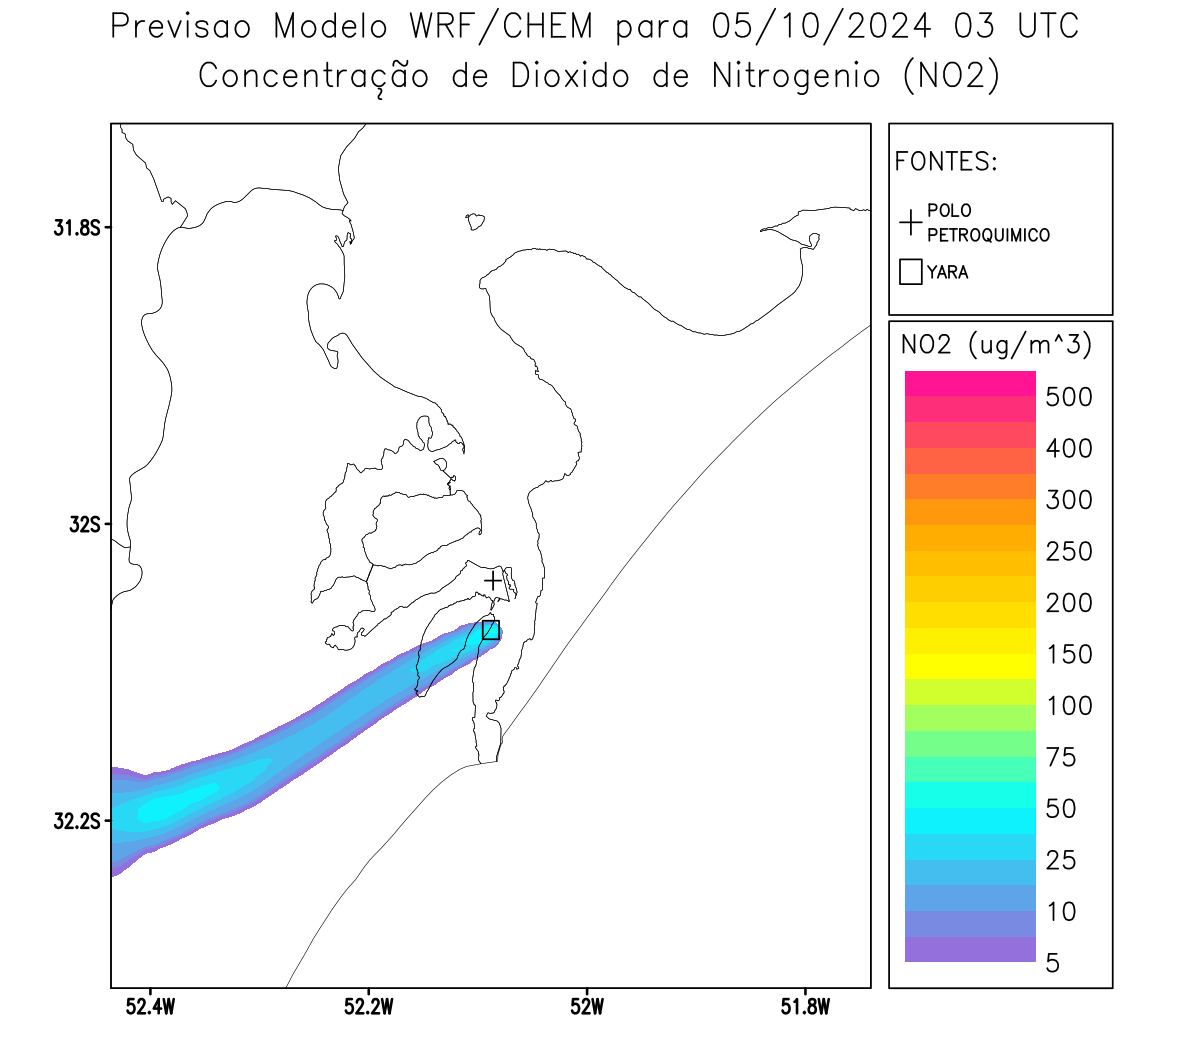 Previsao Modelo WRF/CHEM para 05/10/2024 03 UTC
Concentração de Dioxido de Nitrogenio (NO2)
FONTES:
POLO
PETROQUIMICO
YARA
NO2 (ug/m^3)
500
400
300
250
200
150
100
75
50
25
10
5
31.8S
32S
32.2S
52.4W
52.2W
52W
51.8W